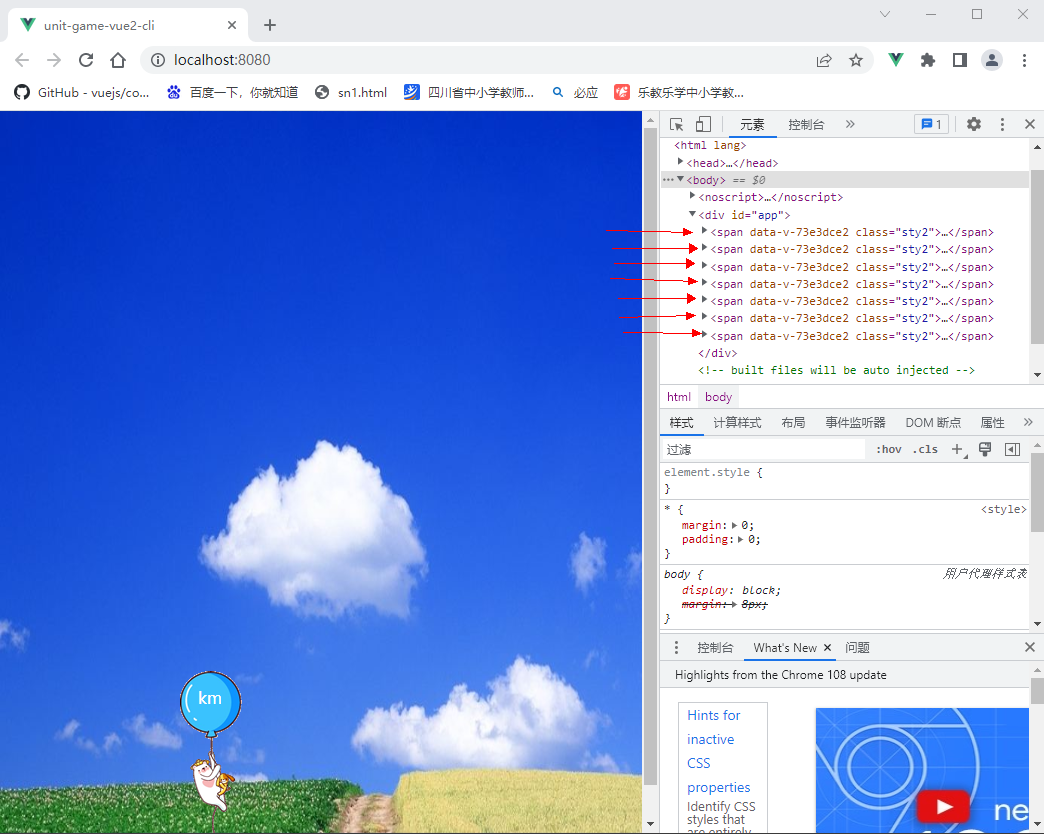 unit-game-vue2-cli
localhost:8080
GitHub - vuejs/co... 百度一下，你就知道 sn1.html 四川省中小学教师... 必应 乐教乐学中小学教...
元素 控制台 1
<html lang>
<head>…</head>
<body> == $0
<noscript>…</noscript>
<div id="app">
<span data-v-73e3dce2 class="sty2">…</span>
<span data-v-73e3dce2 class="sty2">…</span>
<span data-v-73e3dce2 class="sty2">…</span>
<span data-v-73e3dce2 class="sty2">…</span>
<span data-v-73e3dce2 class="sty2">…</span>
<span data-v-73e3dce2 class="sty2">…</span>
<span data-v-73e3dce2 class="sty2">…</span>
</div>
<!-- built files will be auto injected -->
html body
样式 计算样式 布局 事件监听器 DOM 断点 属性
过滤 :hov .cls
element.style {
}
* { <style>
margin: 0;
padding: 0;
}
body { 用户代理样式表
display: block;
margin: 8px;
}
控制台 What's New 问题
Highlights from the Chrome 108 update
Hints for
inactive
CSS
properties
Identify CSS
styles that
are entirely
ne
km